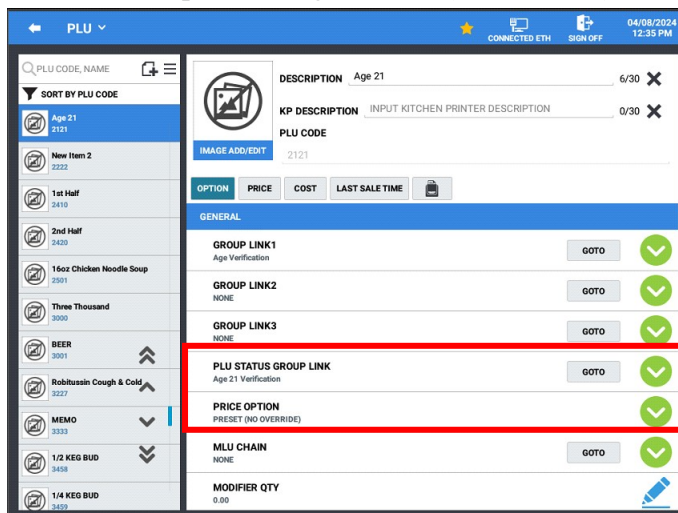 PLU
CONNECTED ETH
SIGN OFF
04/08/2024
12:35 PM
PLU CODE, NAME
SORT BY PLU CODE
Age 21
2121
New Item 2
2222
1st Half
2410
2nd Half
2420
16oz Chicken Noodle Soup
2501
Three Thousand
3000
BEER
3001
Robitussin Cough & Cold
3227
MEMO
3333
1/2 KEG BUD
3458
1/4 KEG BUD
3459
IMAGE ADD/EDIT
DESCRIPTION Age 21 6/30
KP DESCRIPTION INPUT KITCHEN PRINTER DESCRIPTION 0/30
PLU CODE
2121
OPTION PRICE COST LAST SALE TIME
GENERAL
GROUP LINK1
Age Verification
GOTO
GROUP LINK2
NONE
GOTO
GROUP LINK3
NONE
GOTO
PLU STATUS GROUP LINK
Age 21 Verification
GOTO
PRICE OPTION
PRESET (NO OVERRIDE)
MLU CHAIN
NONE
GOTO
MODIFIER QTY
0.00